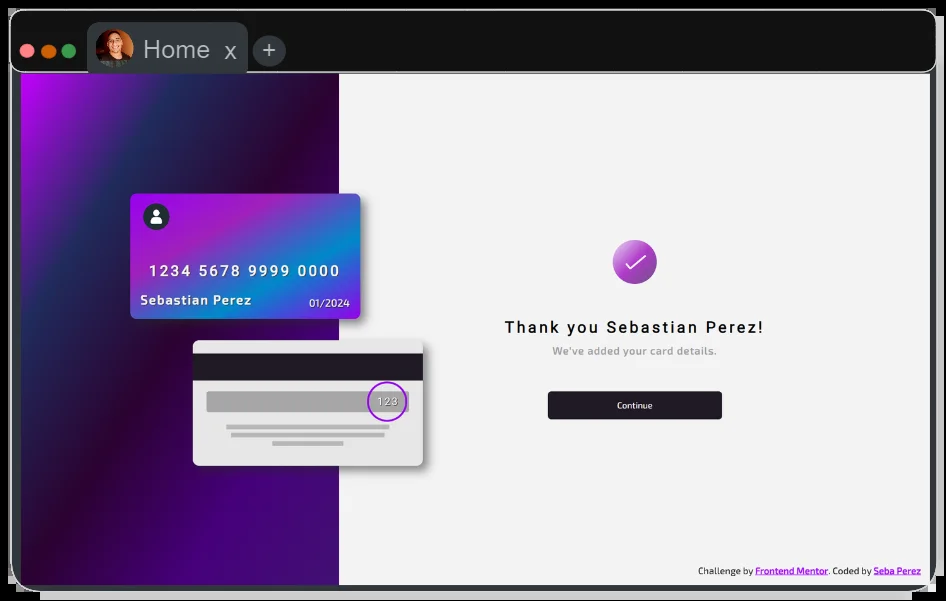 Home x +
1234 5678 9999 0000
Sebastian Perez 01/2024
123
Thank you Sebastian Perez!
We've added your card details.
Continue
Challenge by Frontend Mentor. Coded by Seba Perez